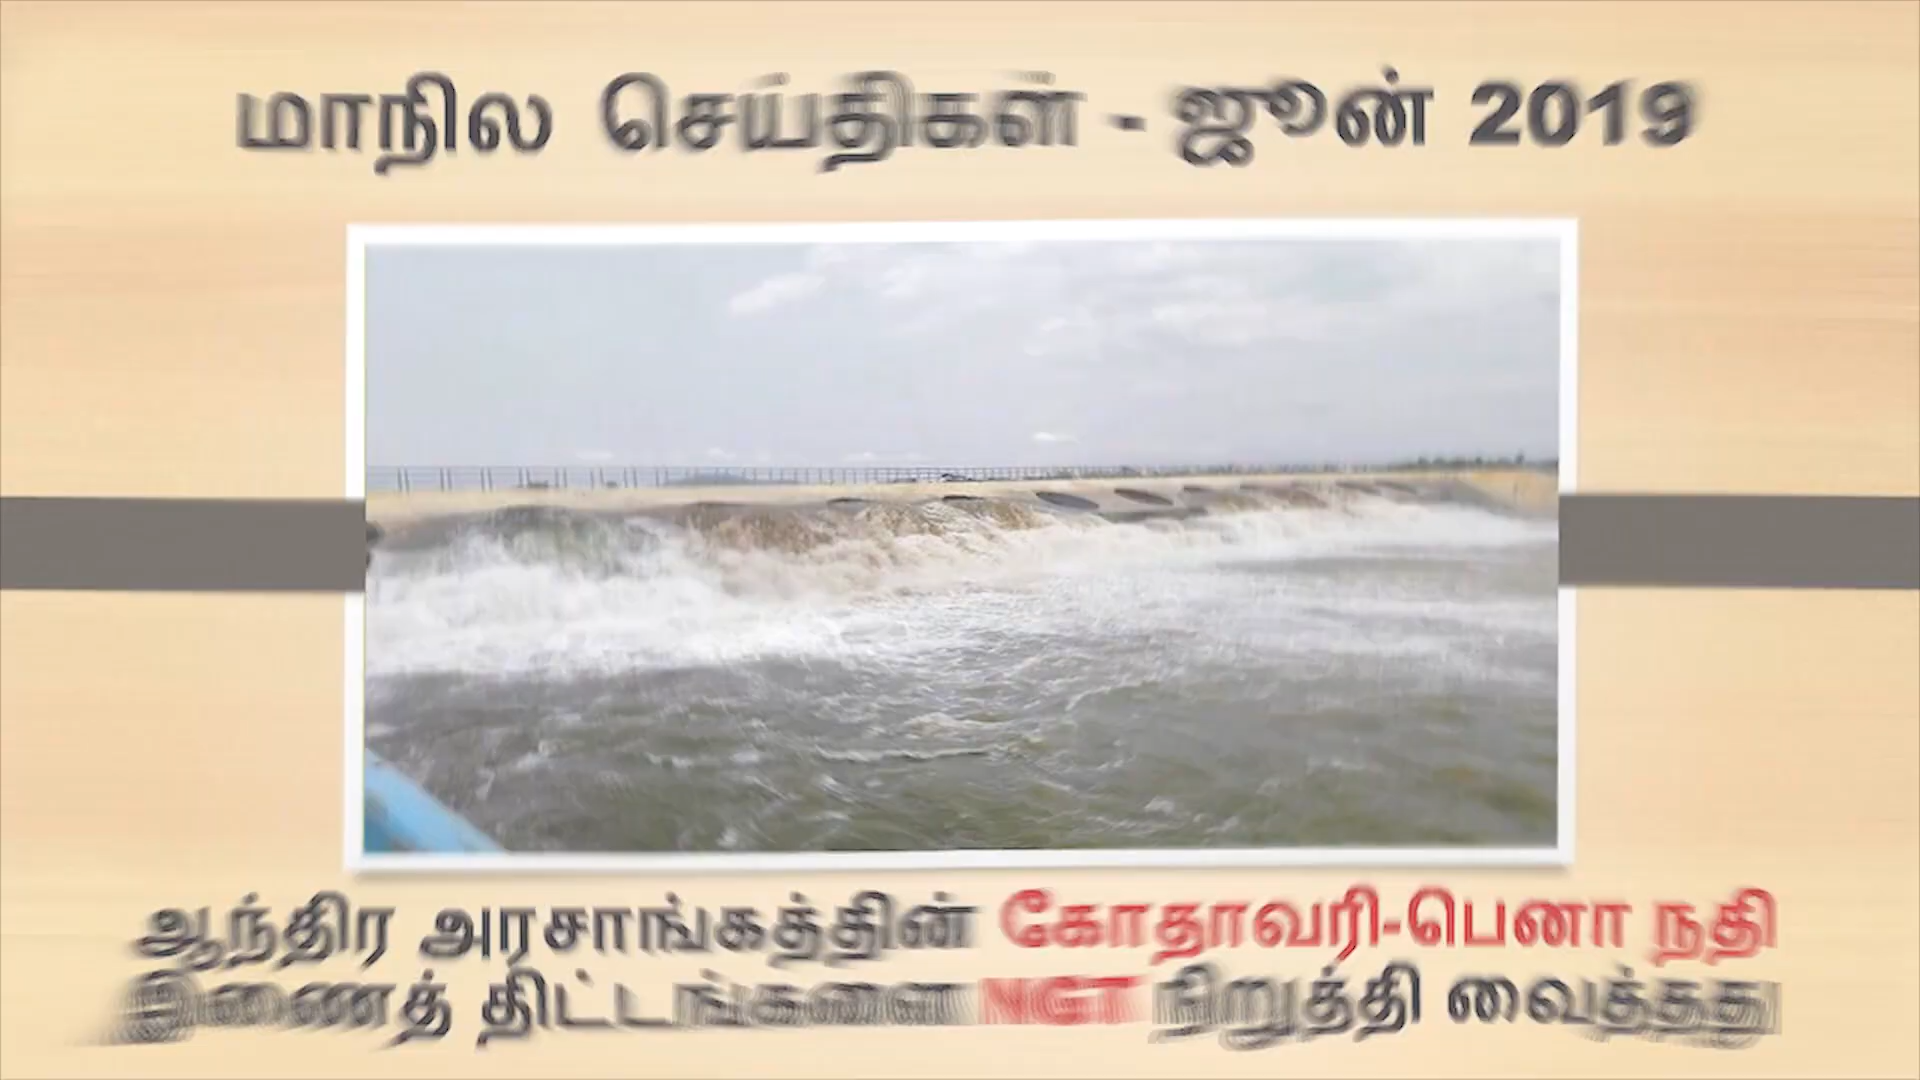 மாநில செய்திகள் - ஜூன் 2019
ஆந்திர அரசாங்கத்தின் கோதாவரி-பெனா நதி
இணைத் திட்டங்களை NGT நிறுத்தி வைத்தது